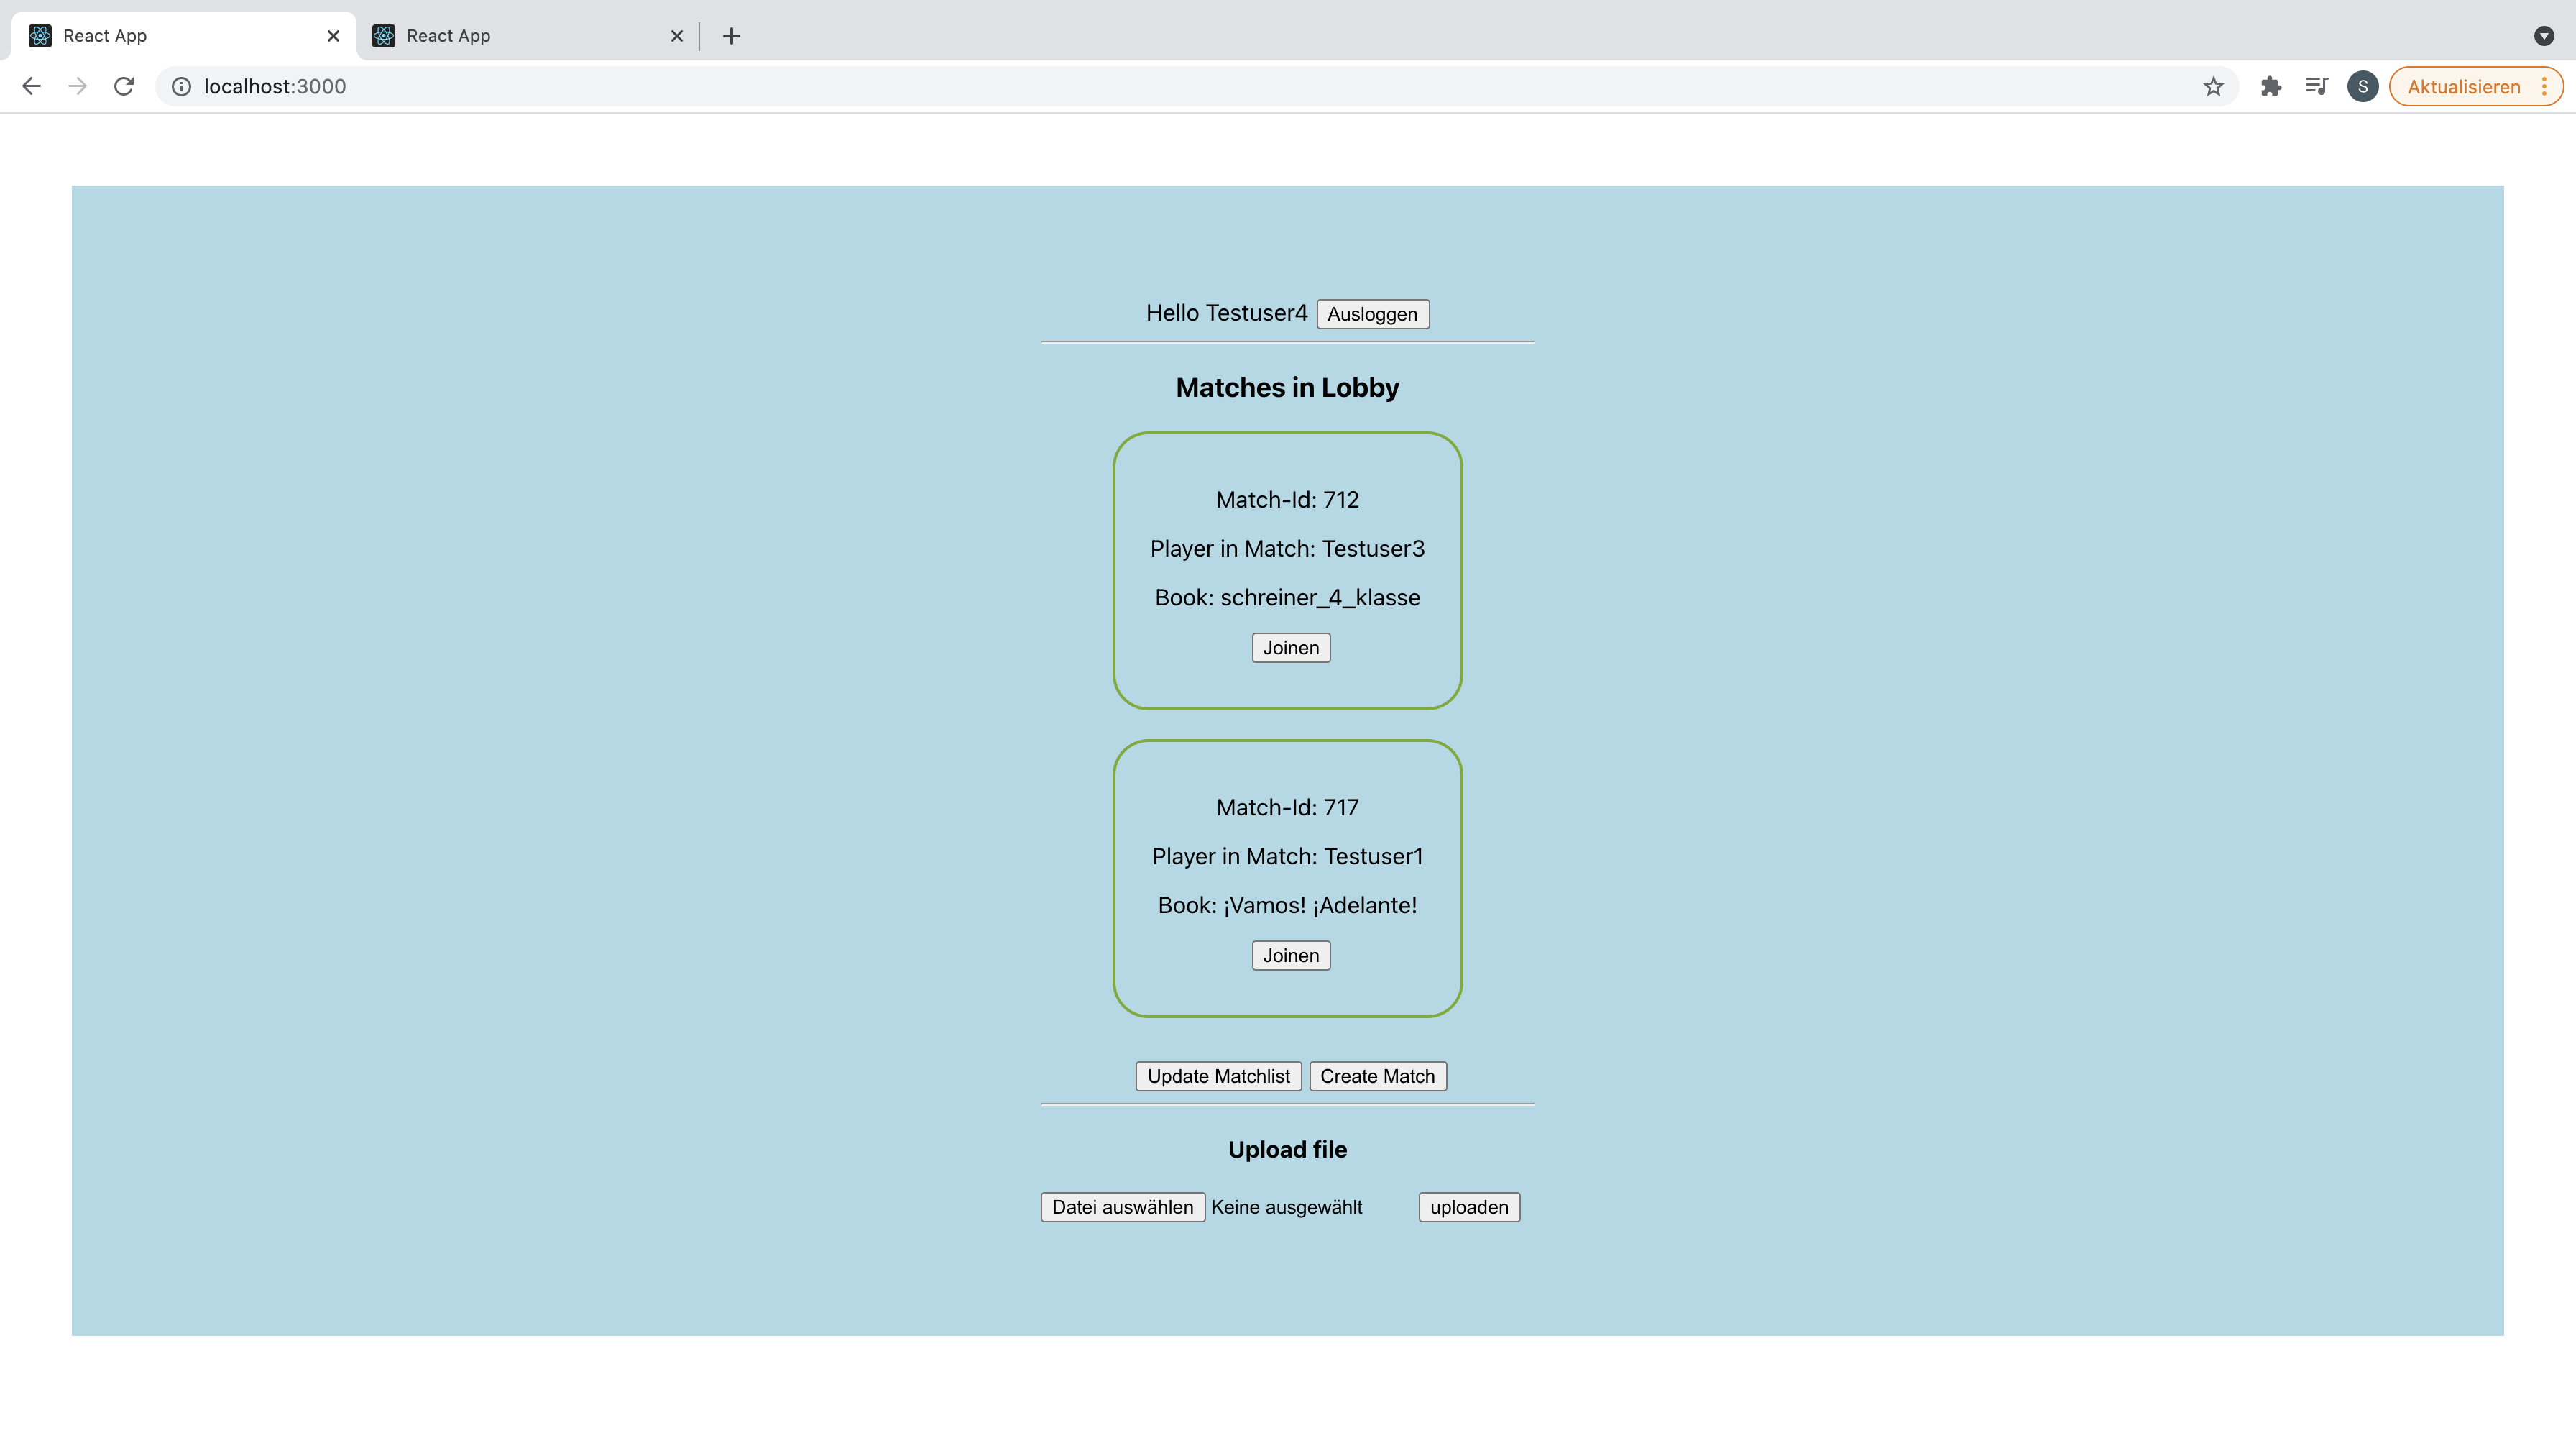 React App
React App
localhost:3000
S
Aktualisieren
Hello Testuser4 Ausloggen
Matches in Lobby
Match-Id: 712
Player in Match: Testuser3
Book: schreiner_4_klasse
Joinen
Match-Id: 717
Player in Match: Testuser1
Book: ¡Vamos! ¡Adelante!
Joinen
Update Matchlist Create Match
Upload file
Datei auswählen Keine ausgewählt uploaden